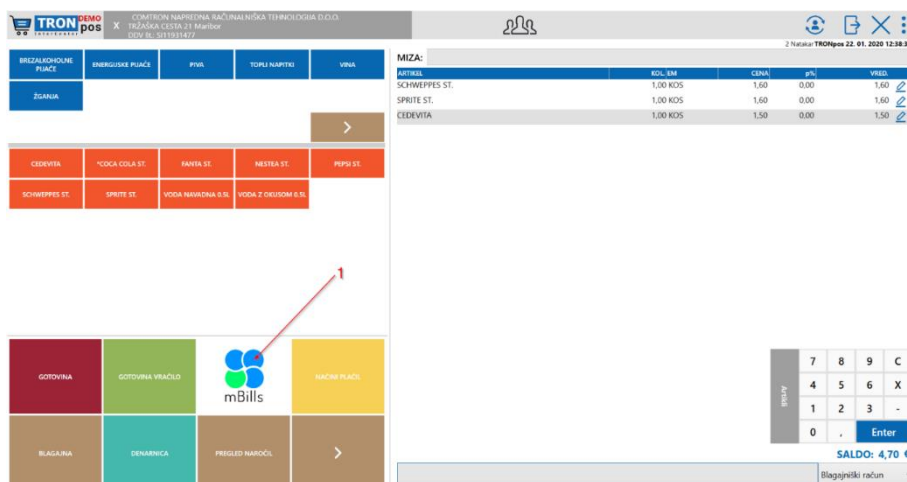 TRON pos DEMO
InterCenter
X COMTRON NAPREDNA RAČUNALNIŠKA TEHNOLOGIJA D.O.O.
TRŽAŠKA CESTA 21 Maribor
DDV št.: SI11931477
2 Natakar TRONpos 22. 01. 2020 12:38:3
BREZALKOHOLNE PIJAČE
ENERGIJSKE PIJAČE
PIVA
TOPLI NAPITKI
VINA
ŽGANJA
>
CEDEVITA
*COCA COLA ST.
FANTA ST.
NESTEA ST.
PEPSI ST.
SCHWEPPES ST.
SPRITE ST.
VODA NAVADNA 0.5L
VODA Z OKUSOM 0.5L
1
GOTOVINA
GOTOVINA VRAČILO
mBills
NAČINI PLAČIL
BLAGAJNA
DENARNICA
PREGLED NAROČIL
>
MIZA:
ARTIKEL KOL. EM CENA p% VRED.
SCHWEPPES ST. 1,00 KOS 1,60 0,00 1,60
SPRITE ST. 1,00 KOS 1,60 0,00 1,60
CEDEVITA 1,00 KOS 1,50 0,00 1,50
Artikli
7 8 9 C
4 5 6 X
1 2 3 -
0 , Enter
SALDO: 4,70 €
Blagajniški račun